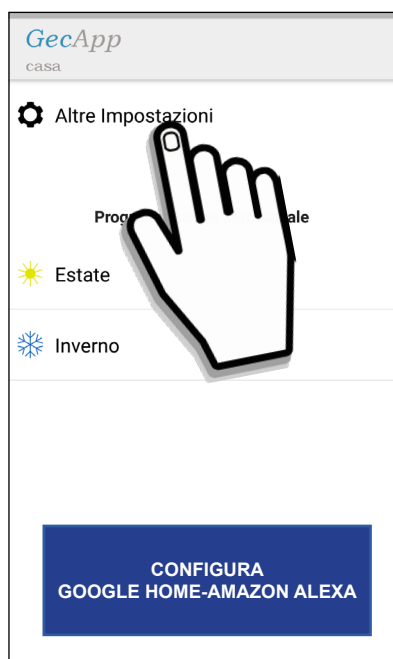 GecApp
casa
Altre Impostazioni
Estate
Inverno
CONFIGURA
GOOGLE HOME-AMAZON ALEXA